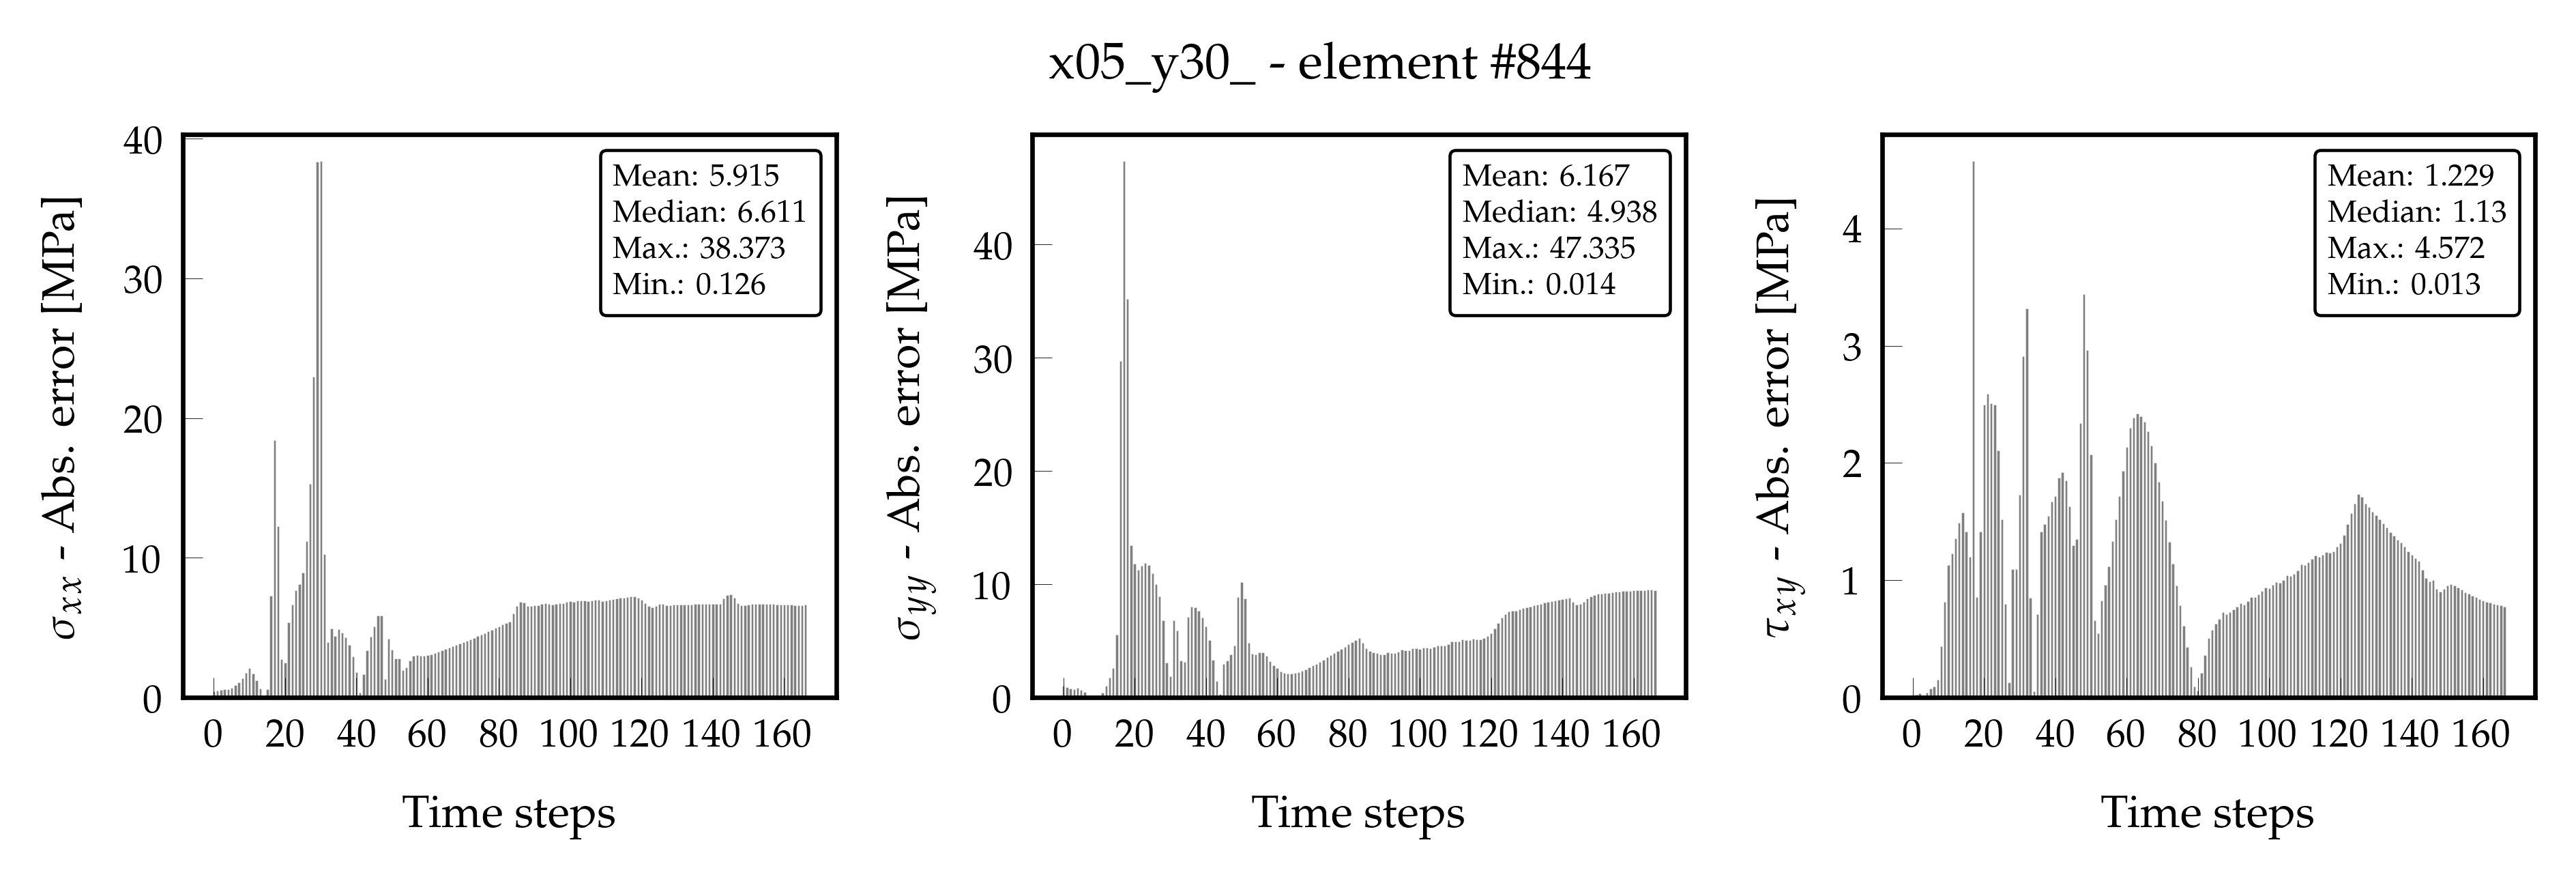 x05_y30_ - element #844
σxx - Abs. error [MPa]
40
30
20
10
0
Mean: 5.915
Median: 6.611
Max.: 38.373
Min.: 0.126
0 20 40 60 80 100 120 140 160
Time steps
σyy - Abs. error [MPa]
40
30
20
10
0
Mean: 6.167
Median: 4.938
Max.: 47.335
Min.: 0.014
0 20 40 60 80 100 120 140 160
Time steps
τxy - Abs. error [MPa]
4
3
2
1
0
Mean: 1.229
Median: 1.13
Max.: 4.572
Min.: 0.013
0 20 40 60 80 100 120 140 160
Time steps